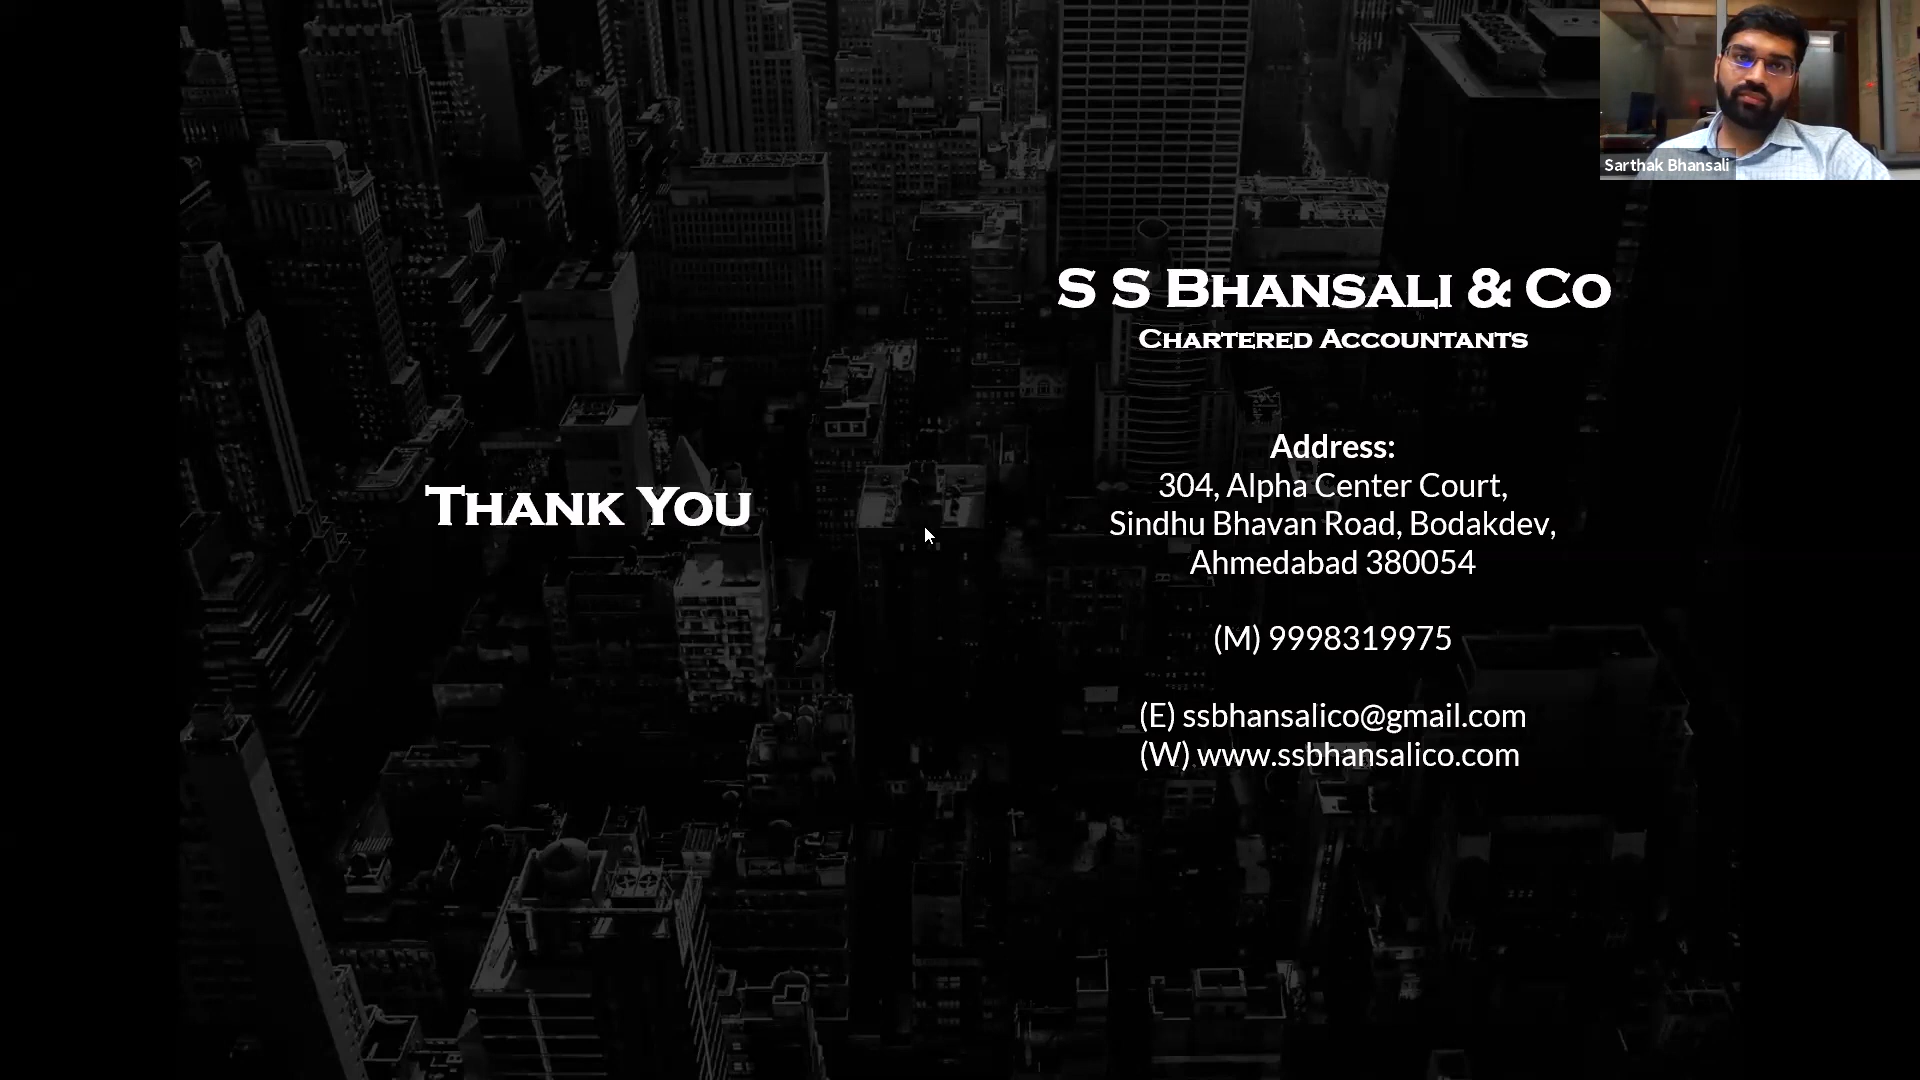 Sarthak Bhansali
S S Bhansali & Co
Chartered Accountants
Thank You
Address:
304, Alpha Center Court,
Sindhu Bhavan Road, Bodakdev,
Ahmedabad 380054
(M) 9998319975
(E) ssbhansalico@gmail.com
(W) www.ssbhansalico.com